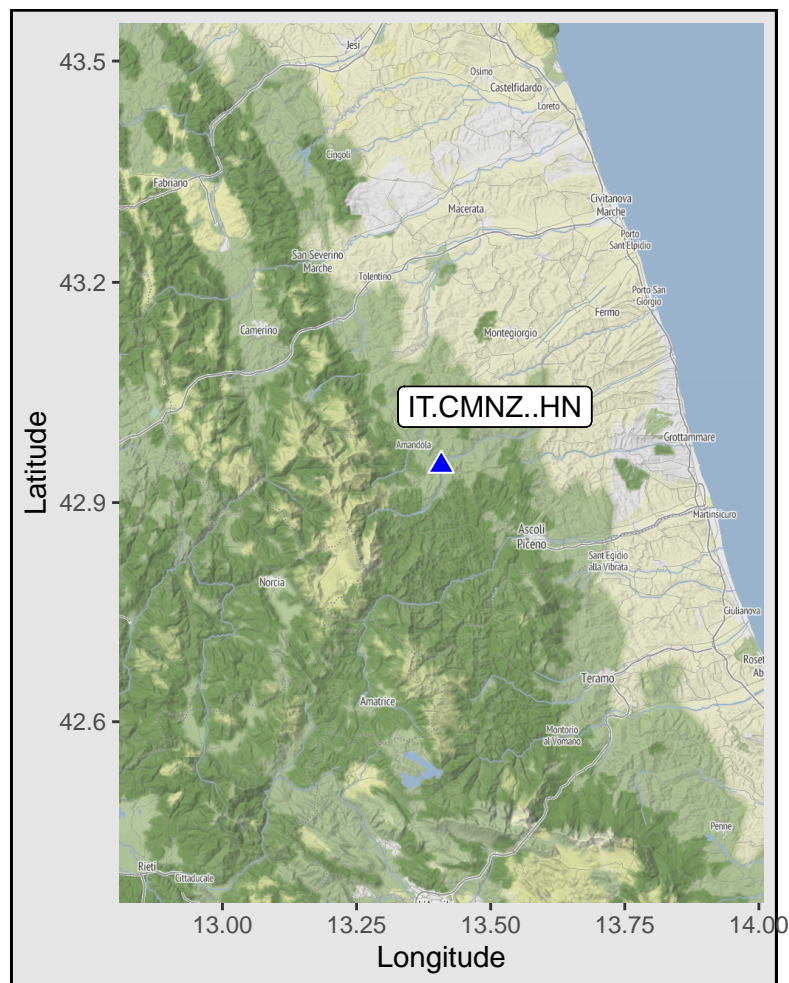 43.5
43.2
42.9
42.6
Latitude
Jesi
Osimo
Castelfidardo
Loreto
Cingoli
Fabriano
Macerata
Civitanova
Marche
Porto
Sant'Elpidio
San Severino
Marche
Tolentino
Porto San
Giorgio
Fermo
Camerino
Montegiorgio
IT.CMNZ..HN
Amandola
Grottammare
Martinsicuro
Ascoli
Piceno
Sant'Egidio
alla Vibrata
Norcia
Giulianova
Roset
Ab
Teramo
Amatrice
Montorio
al Vomano
Penne
Rieti
Cittaducale
13.00
13.25
13.50
13.75
14.00
Longitude